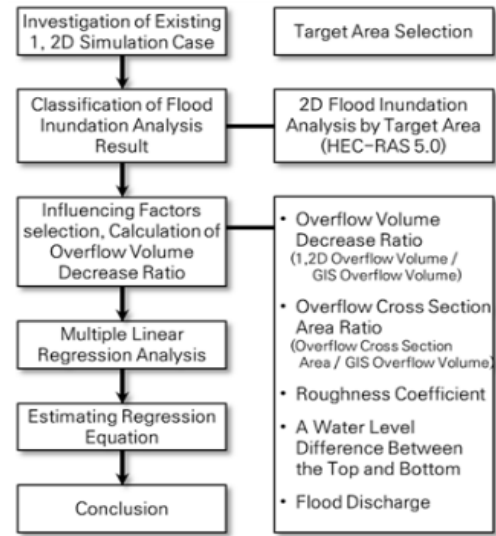 Investigation of Existing
1, 2D Simulation Case
Target Area Selection
Classification of Flood
Inundation Analysis
Result
2D Flood Inundation
Analysis by Target Area
(HEC-RAS 5.0)
Influencing Factors
selection, Calculation of
Overflow Volume
Decrease Ratio
• Overflow Volume
Decrease Ratio
(1,2D Overflow Volume /
GIS Overflow Volume)
• Overflow Cross Section
Area Ratio
(Overflow Cross Section
Area / GIS Overflow Volume)
• Roughness Coefficient
• A Water Level
Difference Between
the Top and Bottom
• Flood Discharge
Multiple Linear
Regression Analysis
Estimating Regression
Equation
Conclusion